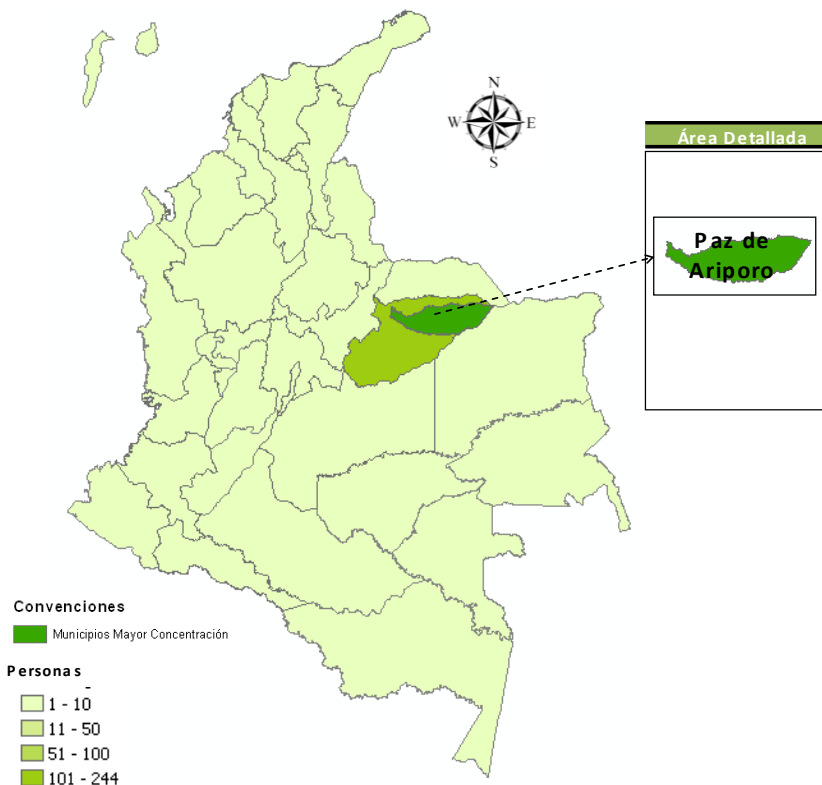 N
W E
S
Área Detallada
Paz de
Ariporo
Convenciones
Municipios Mayor Concentración
Personas
1 - 10
11 - 50
51 - 100
101 - 244